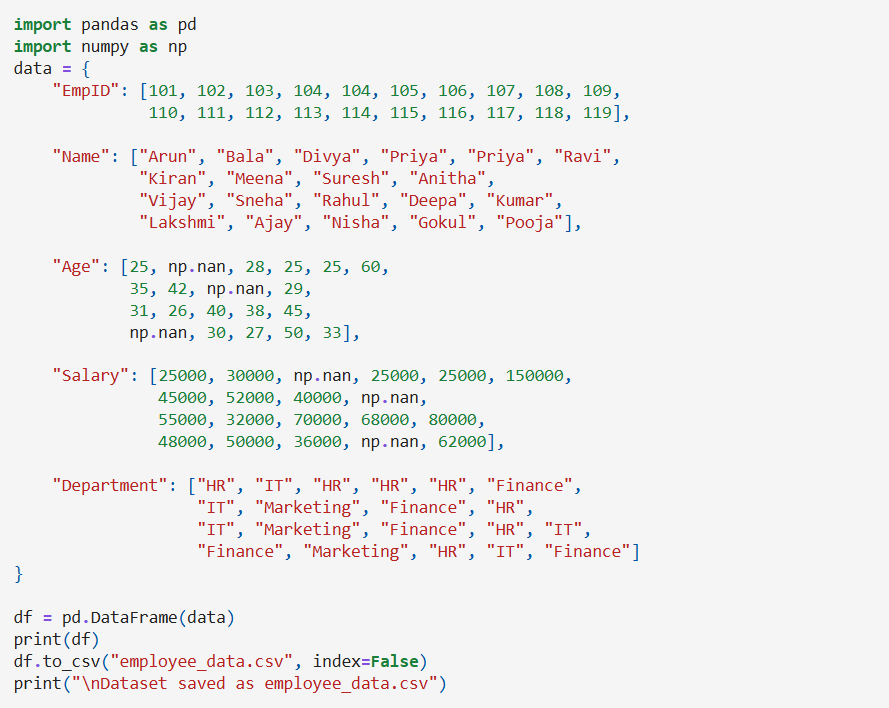 import pandas as pd
import numpy as np
data = {
    "EmpID": [101, 102, 103, 104, 104, 105, 106, 107, 108, 109,
              110, 111, 112, 113, 114, 115, 116, 117, 118, 119],
    "Name": ["Arun", "Bala", "Divya", "Priya", "Priya", "Ravi",
             "Kiran", "Meena", "Suresh", "Anitha",
             "Vijay", "Sneha", "Rahul", "Deepa", "Kumar",
             "Lakshmi", "Ajay", "Nisha", "Gokul", "Pooja"],
    "Age": [25, np.nan, 28, 25, 25, 60,
            35, 42, np.nan, 29,
            31, 26, 40, 38, 45,
            np.nan, 30, 27, 50, 33],
    "Salary": [25000, 30000, np.nan, 25000, 25000, 150000,
               45000, 52000, 40000, np.nan,
               55000, 32000, 70000, 68000, 80000,
               48000, 50000, 36000, np.nan, 62000],
    "Department": ["HR", "IT", "HR", "HR", "HR", "Finance",
                   "IT", "Marketing", "Finance", "HR",
                   "IT", "Marketing", "Finance", "HR", "IT",
                   "Finance", "Marketing", "HR", "IT", "Finance"]
}
df = pd.DataFrame(data)
print(df)
df.to_csv("employee_data.csv", index=False)
print("\nDataset saved as employee_data.csv")